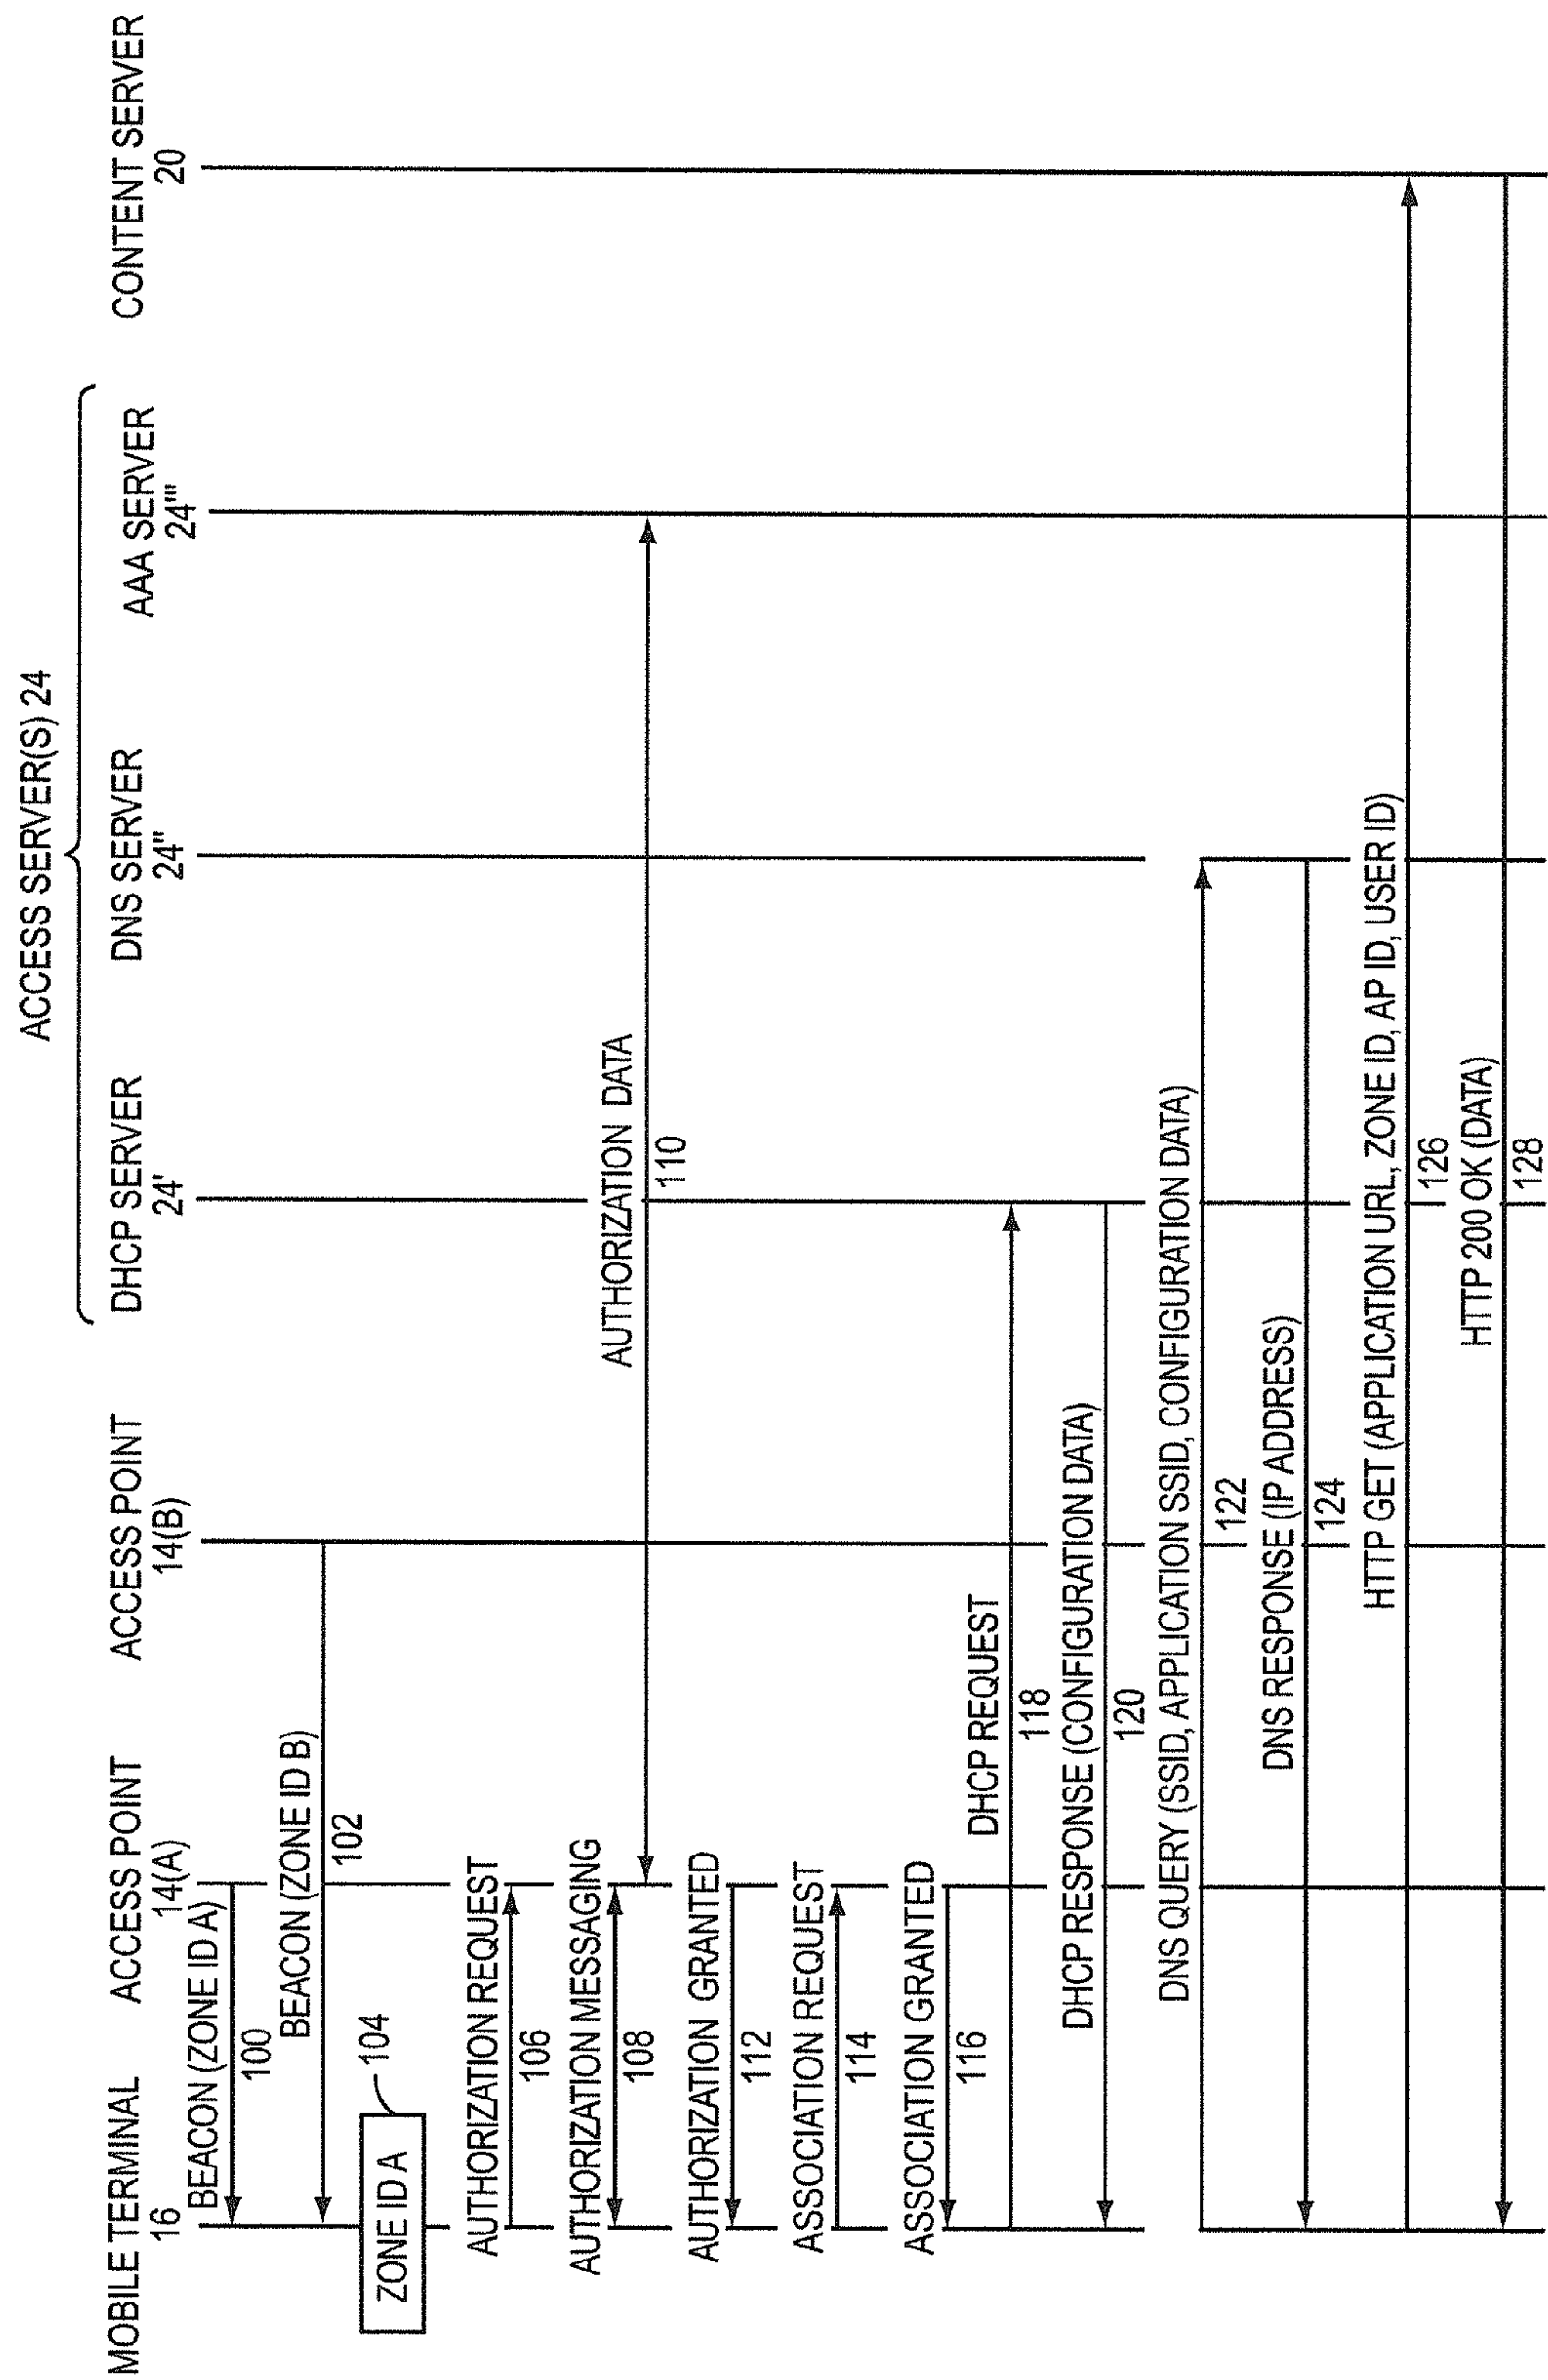 ACCESS SERVER(S) 24
MOBILE TERMINAL
16
ACCESS POINT
14(A)
ACCESS POINT
14(B)
DHCP SERVER
24'
DNS SERVER
24"
AAA SERVER
24'''
CONTENT SERVER
20
BEACON (ZONE ID A)
100
BEACON (ZONE ID B)
102
ZONE ID A
104
AUTHORIZATION REQUEST
106
AUTHORIZATION MESSAGING
108
AUTHORIZATION DATA
110
AUTHORIZATION GRANTED
112
ASSOCIATION REQUEST
114
ASSOCIATION GRANTED
116
DHCP REQUEST
118
DHCP RESPONSE (CONFIGURATION DATA)
120
DNS QUERY (SSID, APPLICATION SSID, CONFIGURATION DATA)
122
DNS RESPONSE (IP ADDRESS)
124
HTTP GET (APPLICATION URL, ZONE ID, AP ID, USER ID)
126
HTTP 200 OK (DATA)
128